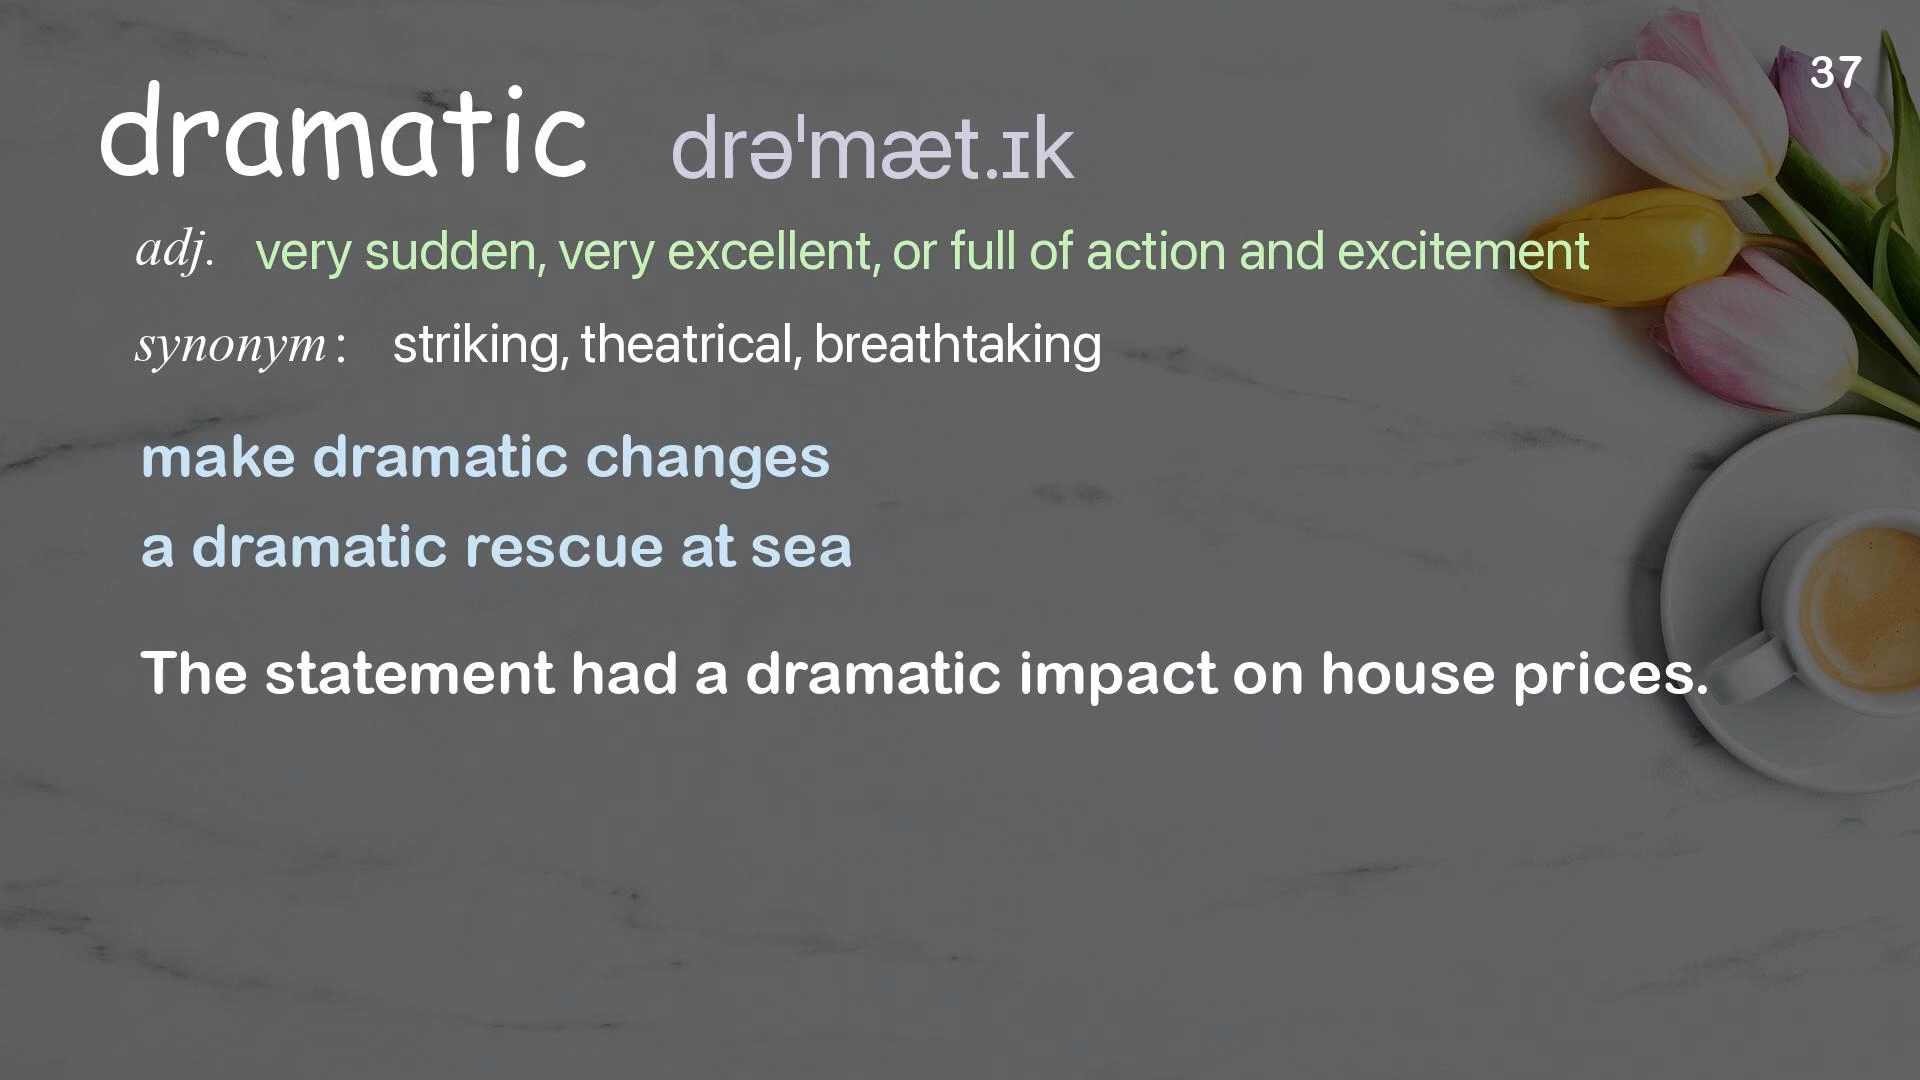 37
dramatic drəˈmæt.ɪk
adj. very sudden, very excellent, or full of action and excitement
synonym : striking, theatrical, breathtaking
make dramatic changes
a dramatic rescue at sea
The statement had a dramatic impact on house prices.